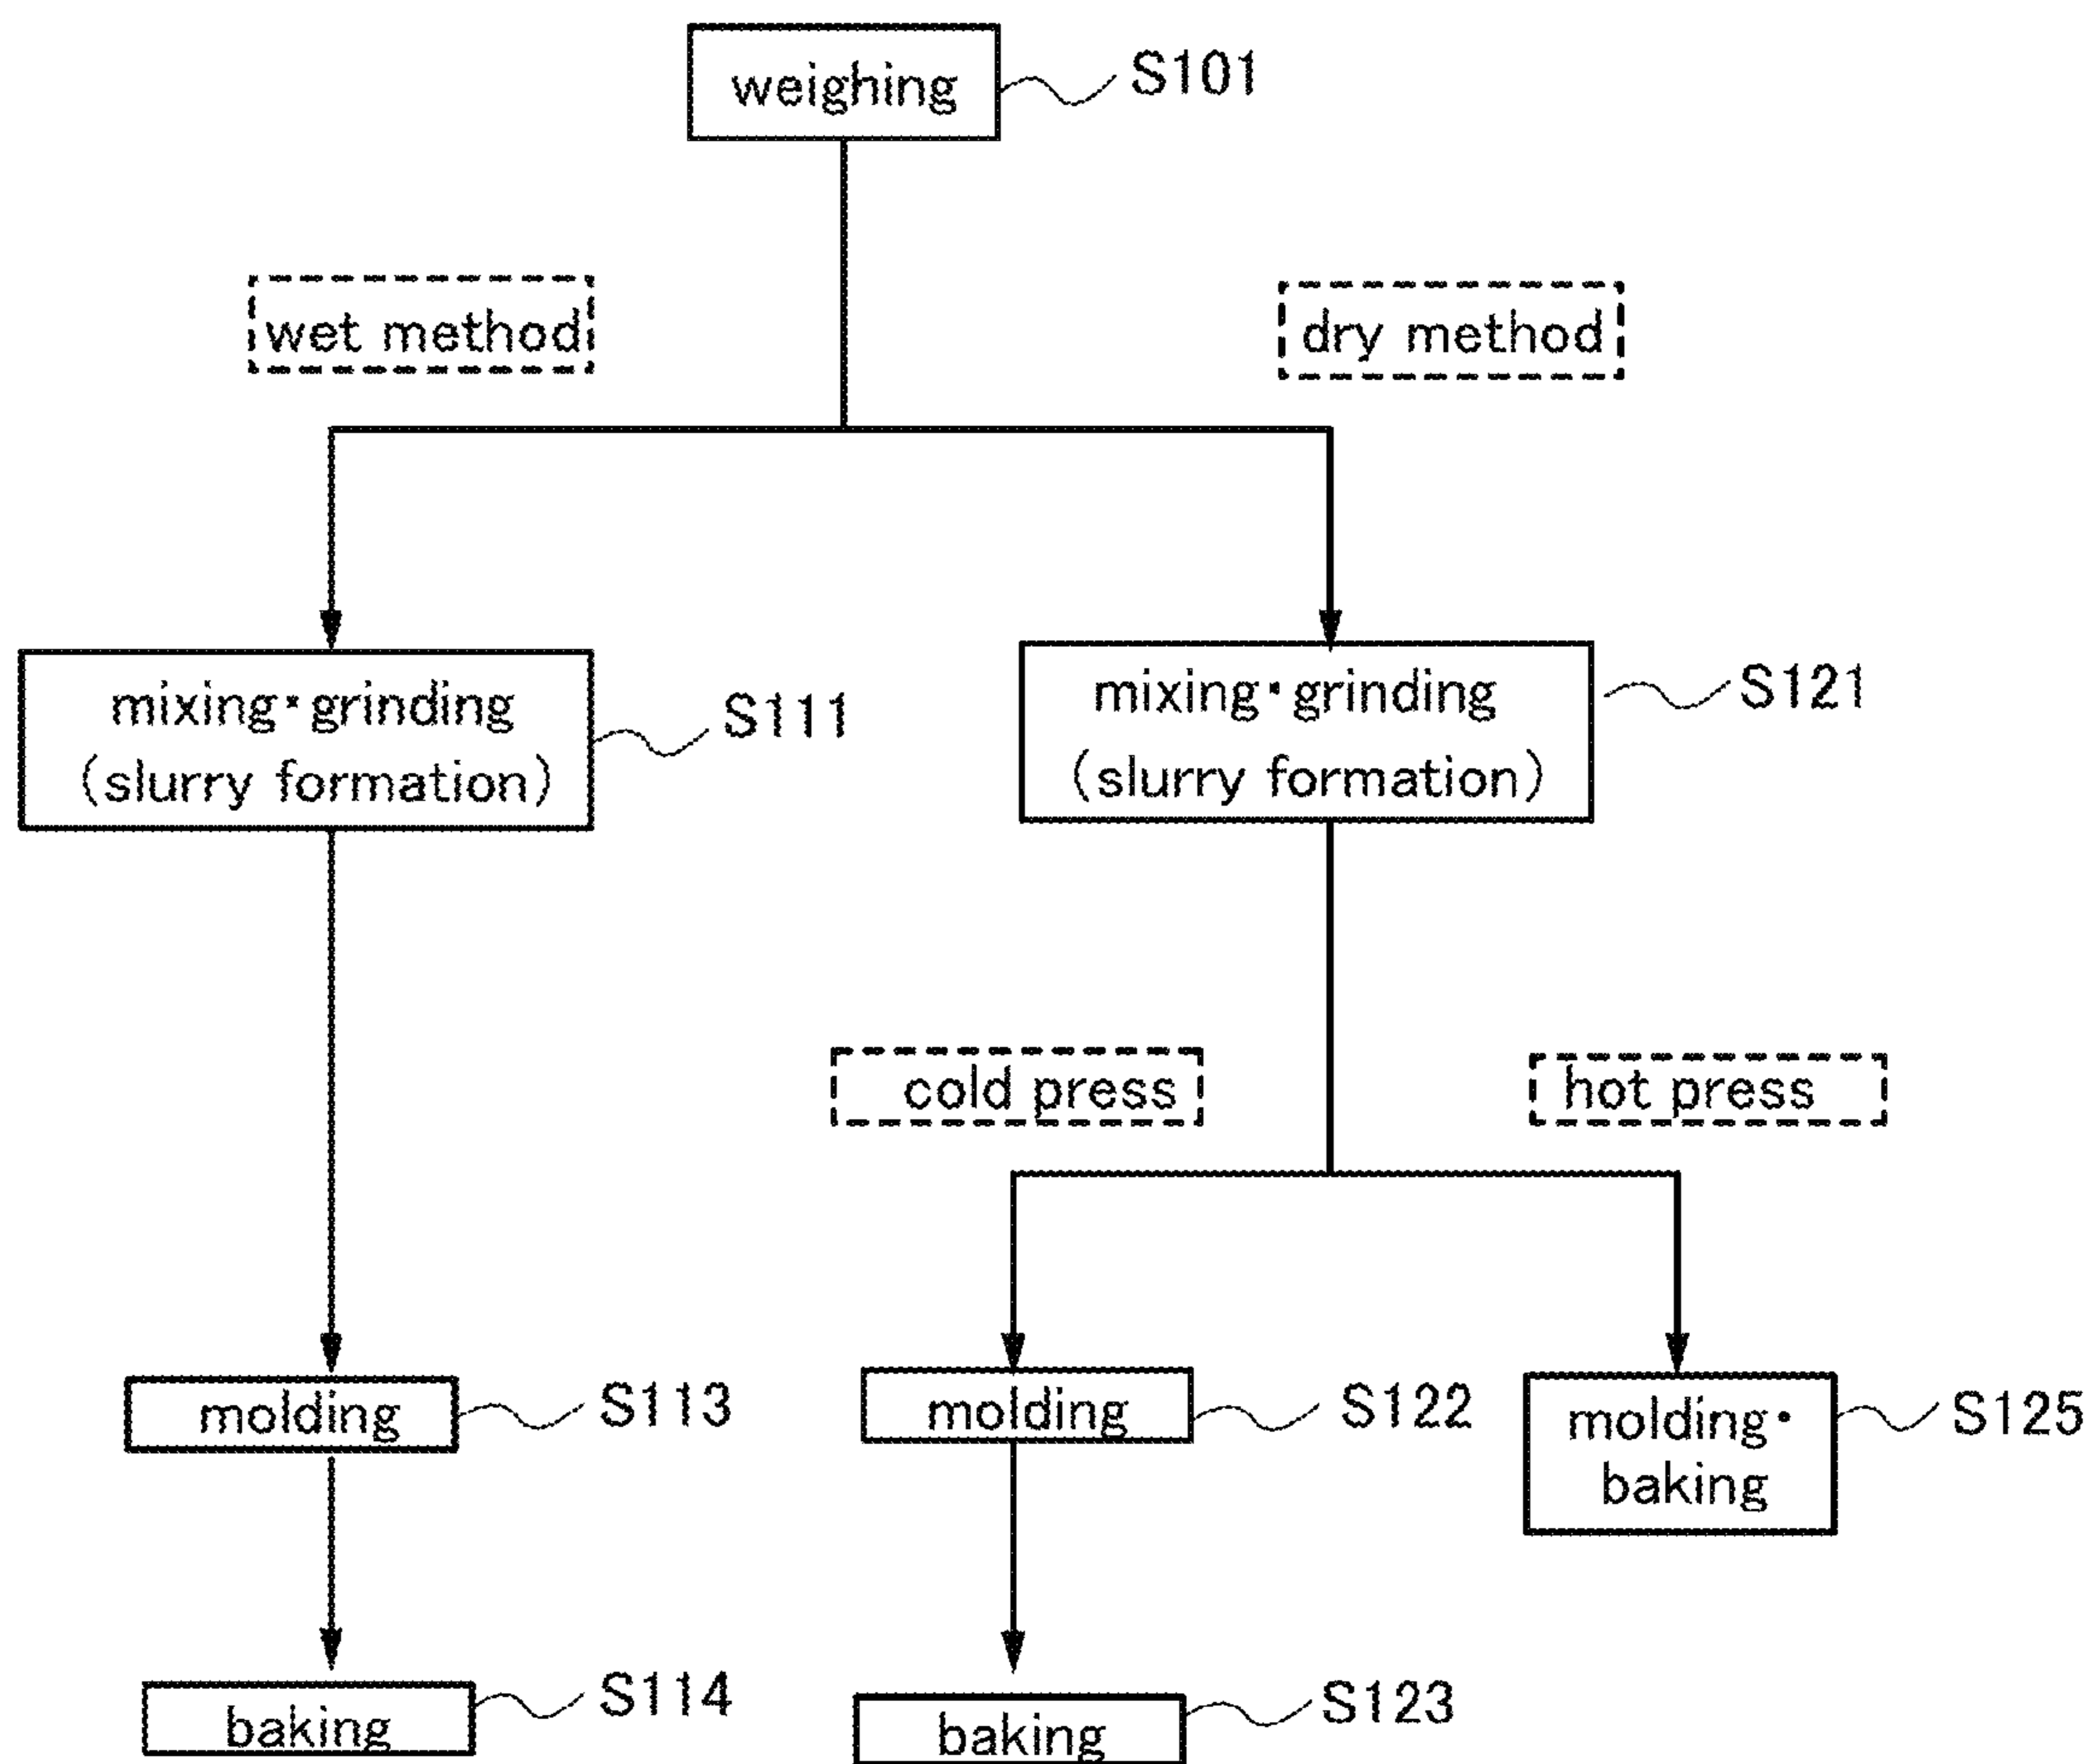 weighing
S101
wet method
dry method
mixing・grinding
(slurry formation)
S111
mixing・grinding
(slurry formation)
S121
cold press
hot press
molding
S113
molding
S122
molding・
baking
S125
baking
S114
baking
S123